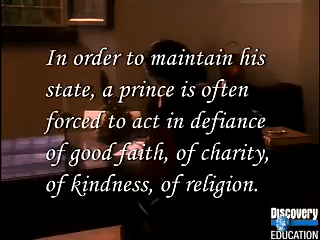 In order to maintain his
state, a prince is often
forced to act in defiance
of good faith, of charity,
of kindness, of religion.
Discovery
EDUCATION